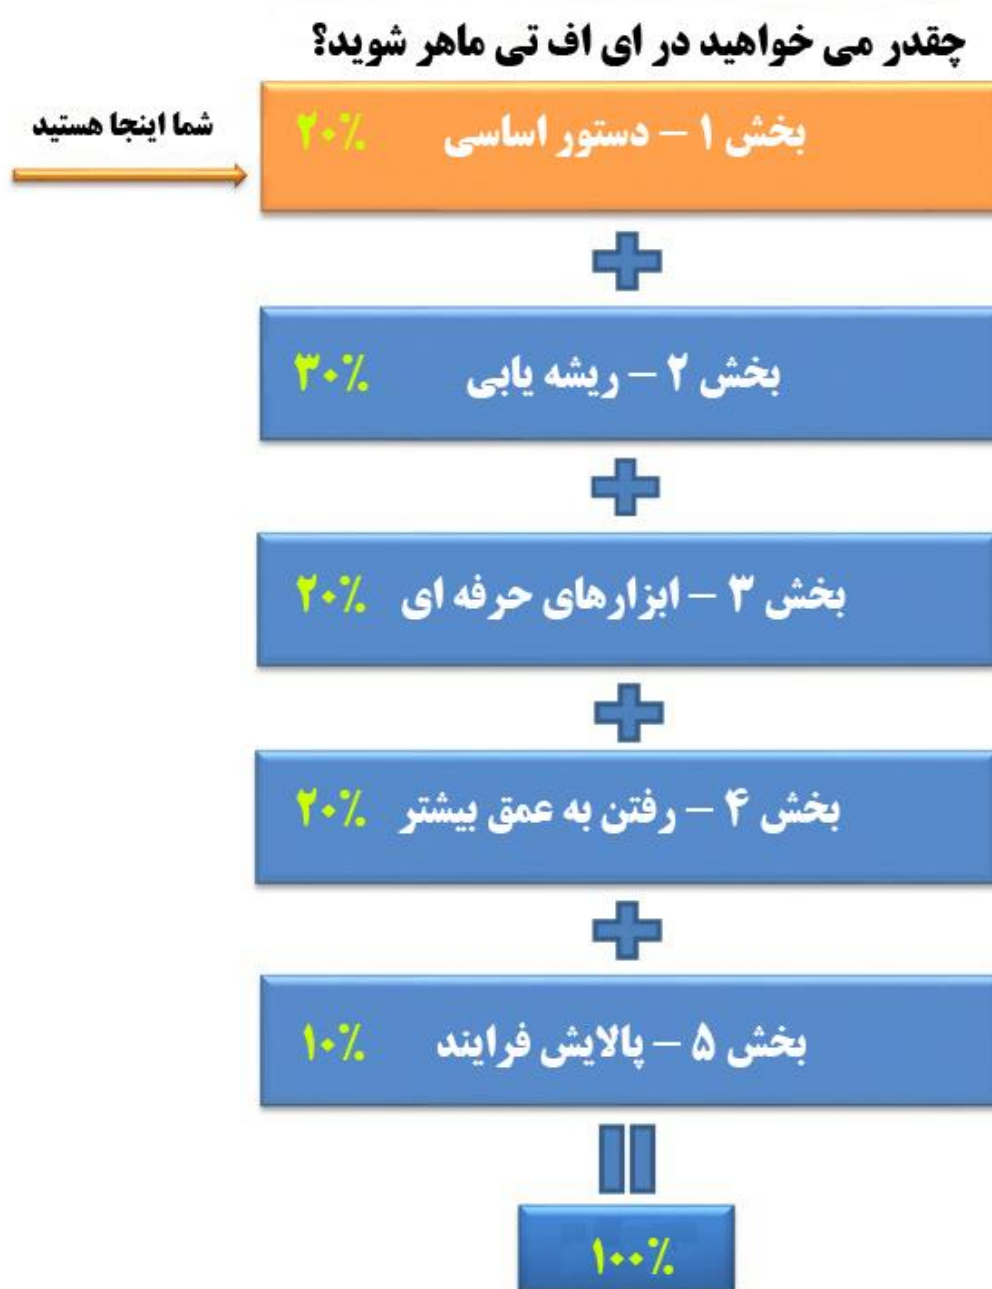 چقدر می خواهید در ای اف تی ماهر شوید؟
شما اینجا هستید
بخش ۱ – دستور اساسی ۲۰٪
بخش ۲ – ریشه یابی ۳۰٪
بخش ۳ – ابزارهای حرفه ای ۲۰٪
بخش ۴ – رفتن به عمق بیشتر ۲۰٪
بخش ۵ – پالایش فرایند ۱۰٪
۱۰۰٪